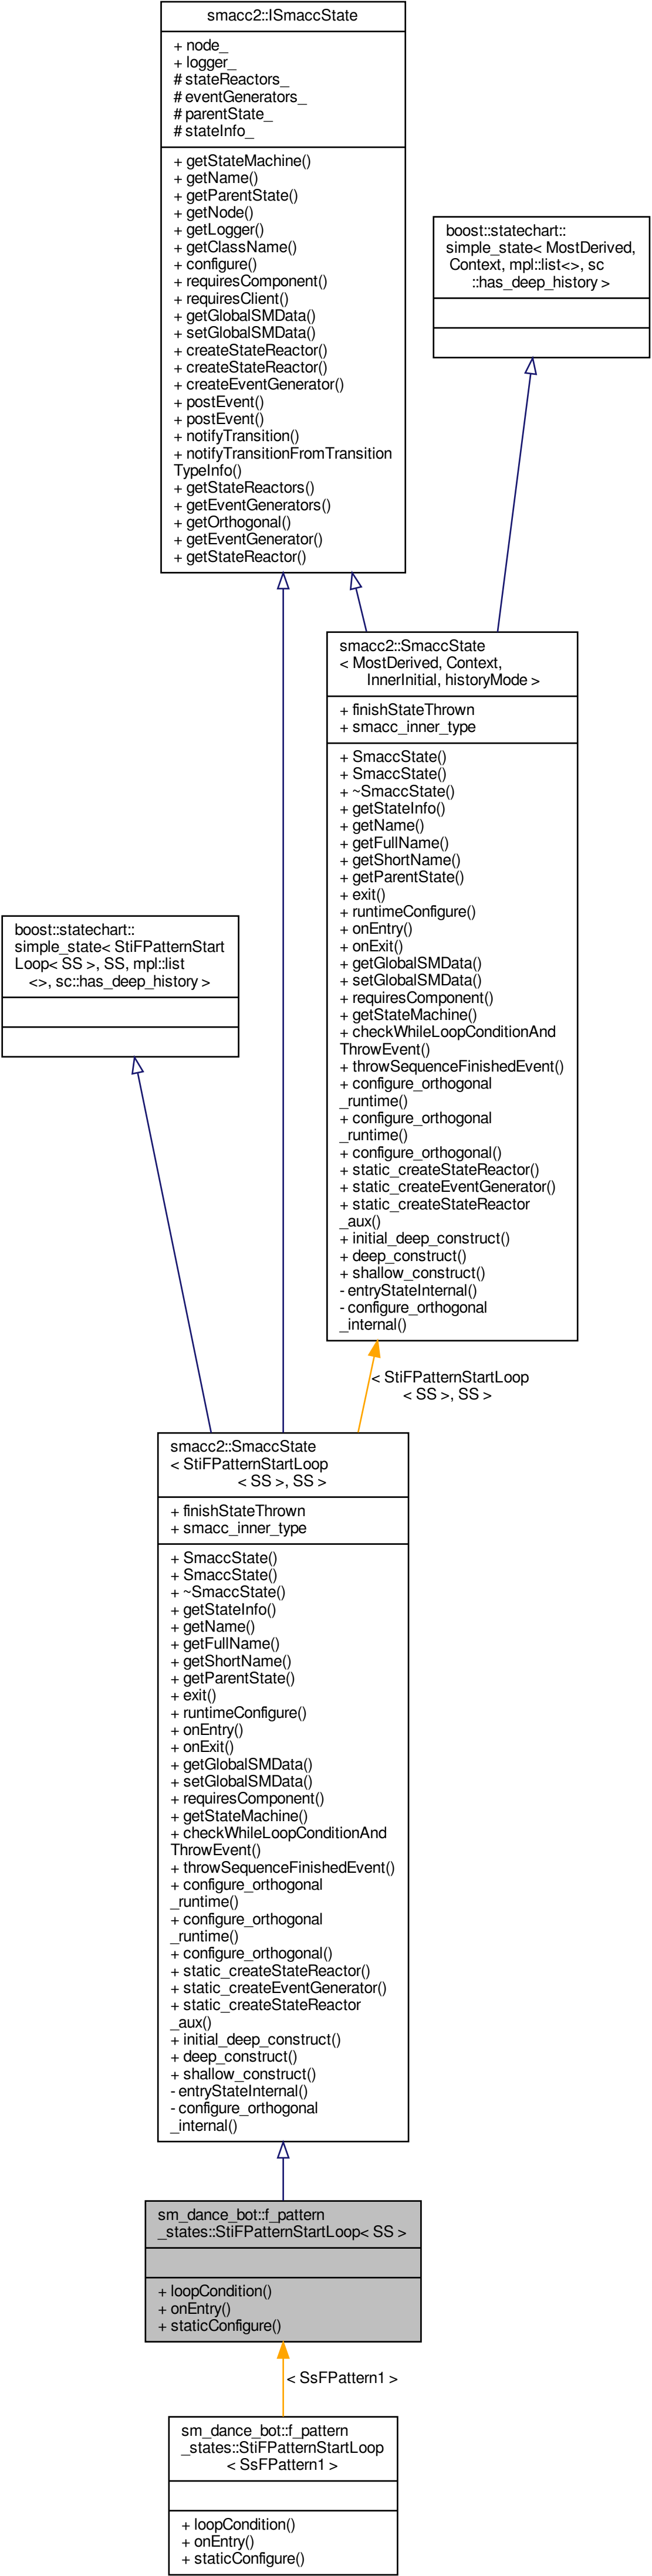 smacc2::ISmaccState
+ node_
+ logger_
# stateReactors_
# eventGenerators_
# parentState_
# stateInfo_
+ getStateMachine()
+ getName()
+ getParentState()
+ getNode()
+ getLogger()
+ getClassName()
+ configure()
+ requiresComponent()
+ requiresClient()
+ getGlobalSMData()
+ setGlobalSMData()
+ createStateReactor()
+ createStateReactor()
+ createEventGenerator()
+ postEvent()
+ postEvent()
+ notifyTransition()
+ notifyTransitionFromTransition
TypeInfo()
+ getStateReactors()
+ getEventGenerators()
+ getOrthogonal()
+ getEventGenerator()
+ getStateReactor()
boost::statechart::
simple_state< MostDerived,
Context, mpl::list<>, sc
::has_deep_history >
smacc2::SmaccState
< MostDerived, Context,
InnerInitial, historyMode >
+ finishStateThrown
+ smacc_inner_type
+ SmaccState()
+ SmaccState()
+ ~SmaccState()
+ getStateInfo()
+ getName()
+ getFullName()
+ getShortName()
+ getParentState()
+ exit()
+ runtimeConfigure()
+ onEntry()
+ onExit()
+ getGlobalSMData()
+ setGlobalSMData()
+ requiresComponent()
+ getStateMachine()
+ checkWhileLoopConditionAnd
ThrowEvent()
+ throwSequenceFinishedEvent()
+ configure_orthogonal
_runtime()
+ configure_orthogonal
_runtime()
+ configure_orthogonal()
+ static_createStateReactor()
+ static_createEventGenerator()
+ static_createStateReactor
_aux()
+ initial_deep_construct()
+ deep_construct()
+ shallow_construct()
- entryStateInternal()
- configure_orthogonal
_internal()
boost::statechart::
simple_state< StiFPatternStart
Loop< SS >, SS, mpl::list
<>, sc::has_deep_history >
< StiFPatternStartLoop
< SS >, SS >
smacc2::SmaccState
< StiFPatternStartLoop
< SS >, SS >
+ finishStateThrown
+ smacc_inner_type
+ SmaccState()
+ SmaccState()
+ ~SmaccState()
+ getStateInfo()
+ getName()
+ getFullName()
+ getShortName()
+ getParentState()
+ exit()
+ runtimeConfigure()
+ onEntry()
+ onExit()
+ getGlobalSMData()
+ setGlobalSMData()
+ requiresComponent()
+ getStateMachine()
+ checkWhileLoopConditionAnd
ThrowEvent()
+ throwSequenceFinishedEvent()
+ configure_orthogonal
_runtime()
+ configure_orthogonal
_runtime()
+ configure_orthogonal()
+ static_createStateReactor()
+ static_createEventGenerator()
+ static_createStateReactor
_aux()
+ initial_deep_construct()
+ deep_construct()
+ shallow_construct()
- entryStateInternal()
- configure_orthogonal
_internal()
sm_dance_bot::f_pattern
_states::StiFPatternStartLoop< SS >
+ loopCondition()
+ onEntry()
+ staticConfigure()
< SsFPattern1 >
sm_dance_bot::f_pattern
_states::StiFPatternStartLoop
< SsFPattern1 >
+ loopCondition()
+ onEntry()
+ staticConfigure()